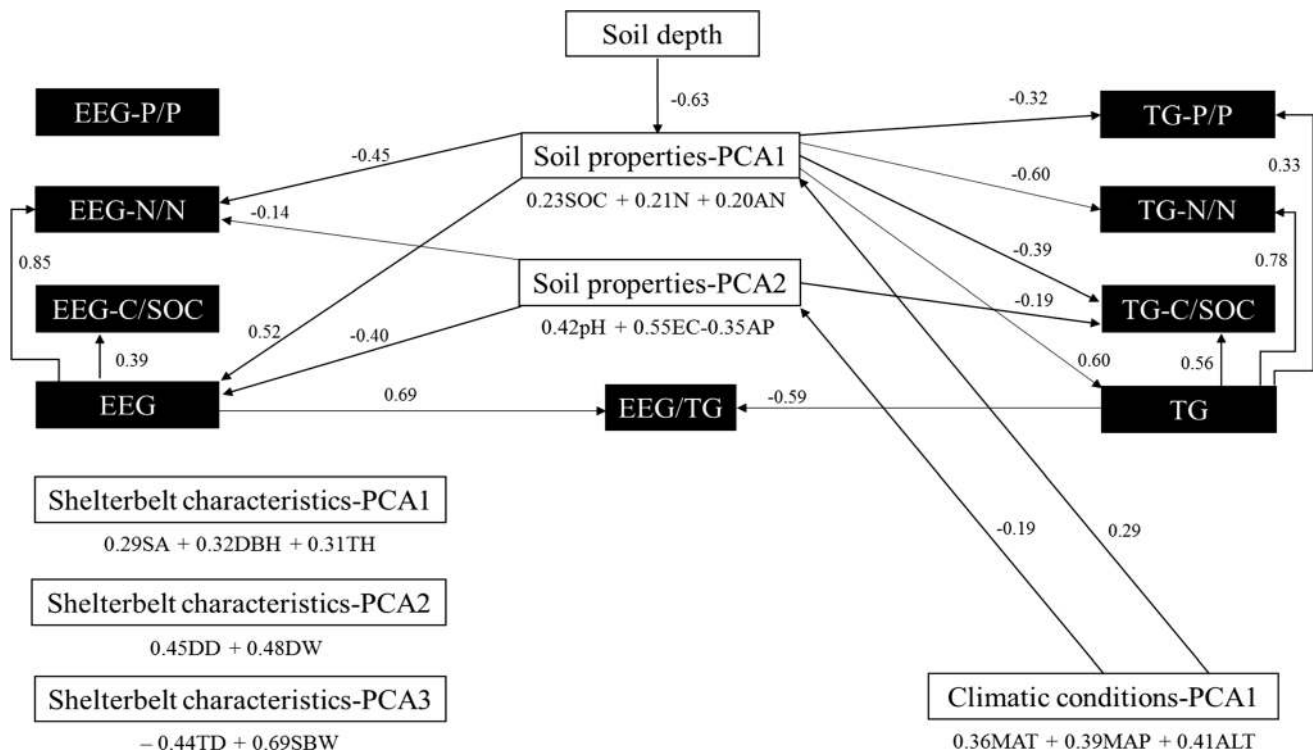 Soil depth
-0.63
EEG-P/P
-0.32
TG-P/P
-0.45
Soil properties-PCA1
0.23SOC + 0.21N + 0.20AN
-0.60
0.33
EEG-N/N
-0.14
TG-N/N
-0.39
0.85
Soil properties-PCA2
0.42pH + 0.55EC-0.35AP
-0.19
0.78
EEG-C/SOC
TG-C/SOC
0.52
-0.40
0.39
0.60
0.56
EEG
0.69
EEG/TG
-0.59
TG
Shelterbelt characteristics-PCA1
0.29SA + 0.32DBH + 0.31TH
-0.19
0.29
Shelterbelt characteristics-PCA2
0.45DD + 0.48DW
Shelterbelt characteristics-PCA3
– 0.44TD + 0.69SBW
Climatic conditions-PCA1
0.36MAT + 0.39MAP + 0.41ALT